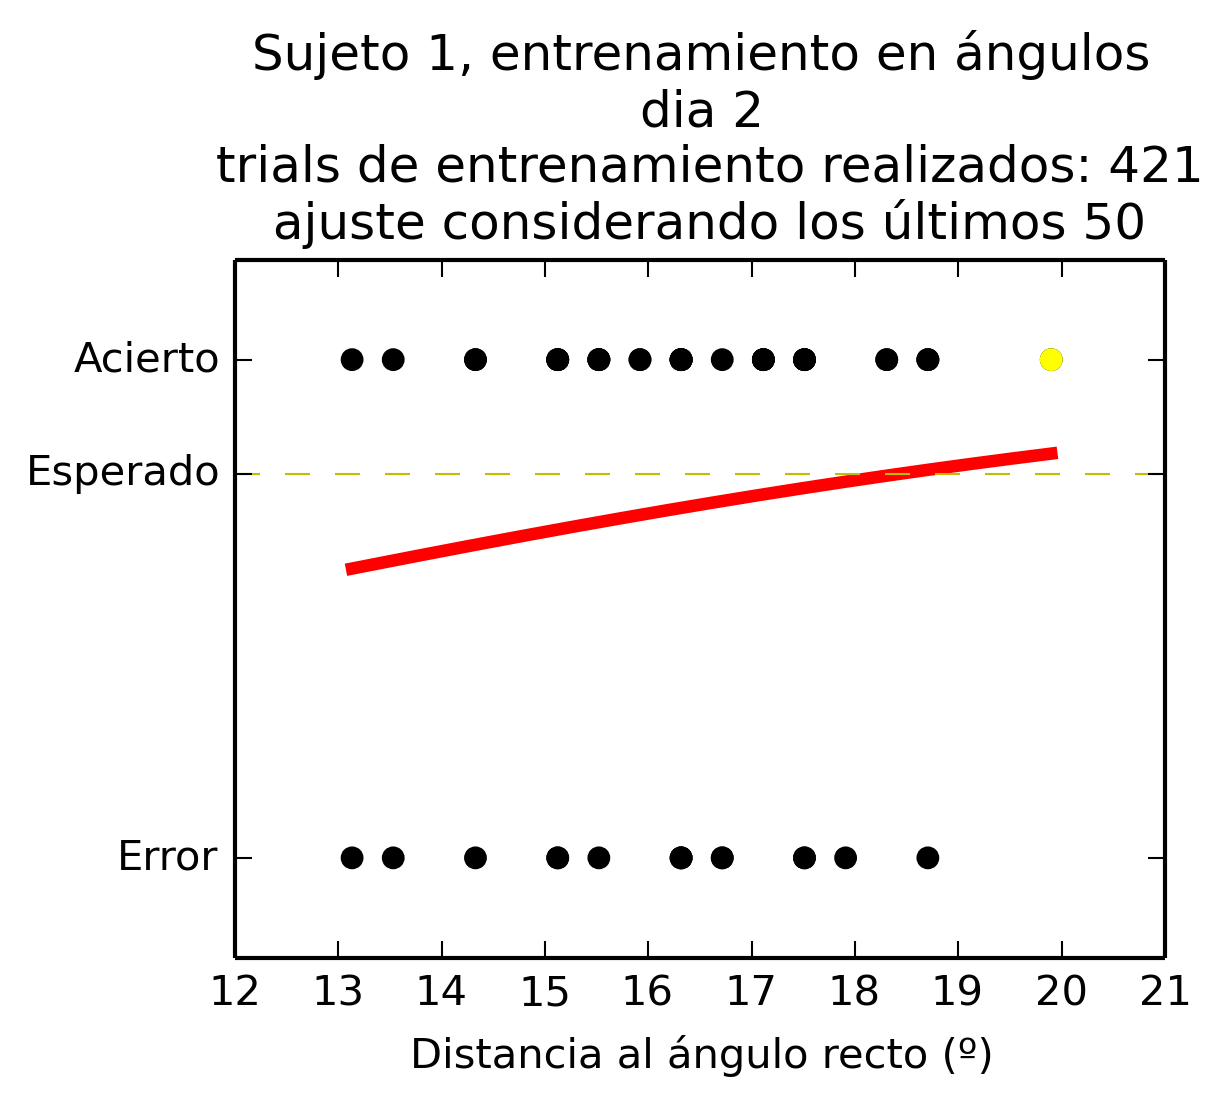 Sujeto 1, entrenamiento en ángulos
dia 2
trials de entrenamiento realizados: 421
ajuste considerando los últimos 50
Acierto
Esperado
Error
12 13 14 15 16 17 18 19 20 21
Distancia al ángulo recto (º)